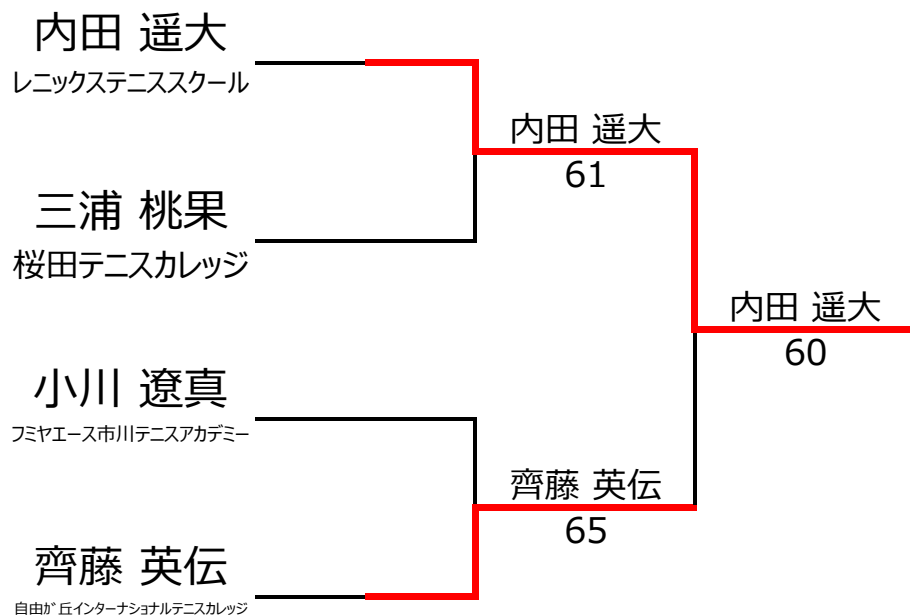 内田 遥大
レニックステニススクール
内田 遥大
61
三浦 桃果
桜田テニスカレッジ
内田 遥大
60
小川 遼真
フミヤエース市川テニスアカデミー
齊藤 英伝
65
齊藤 英伝
自由が丘インターナショナルテニスカレッジ